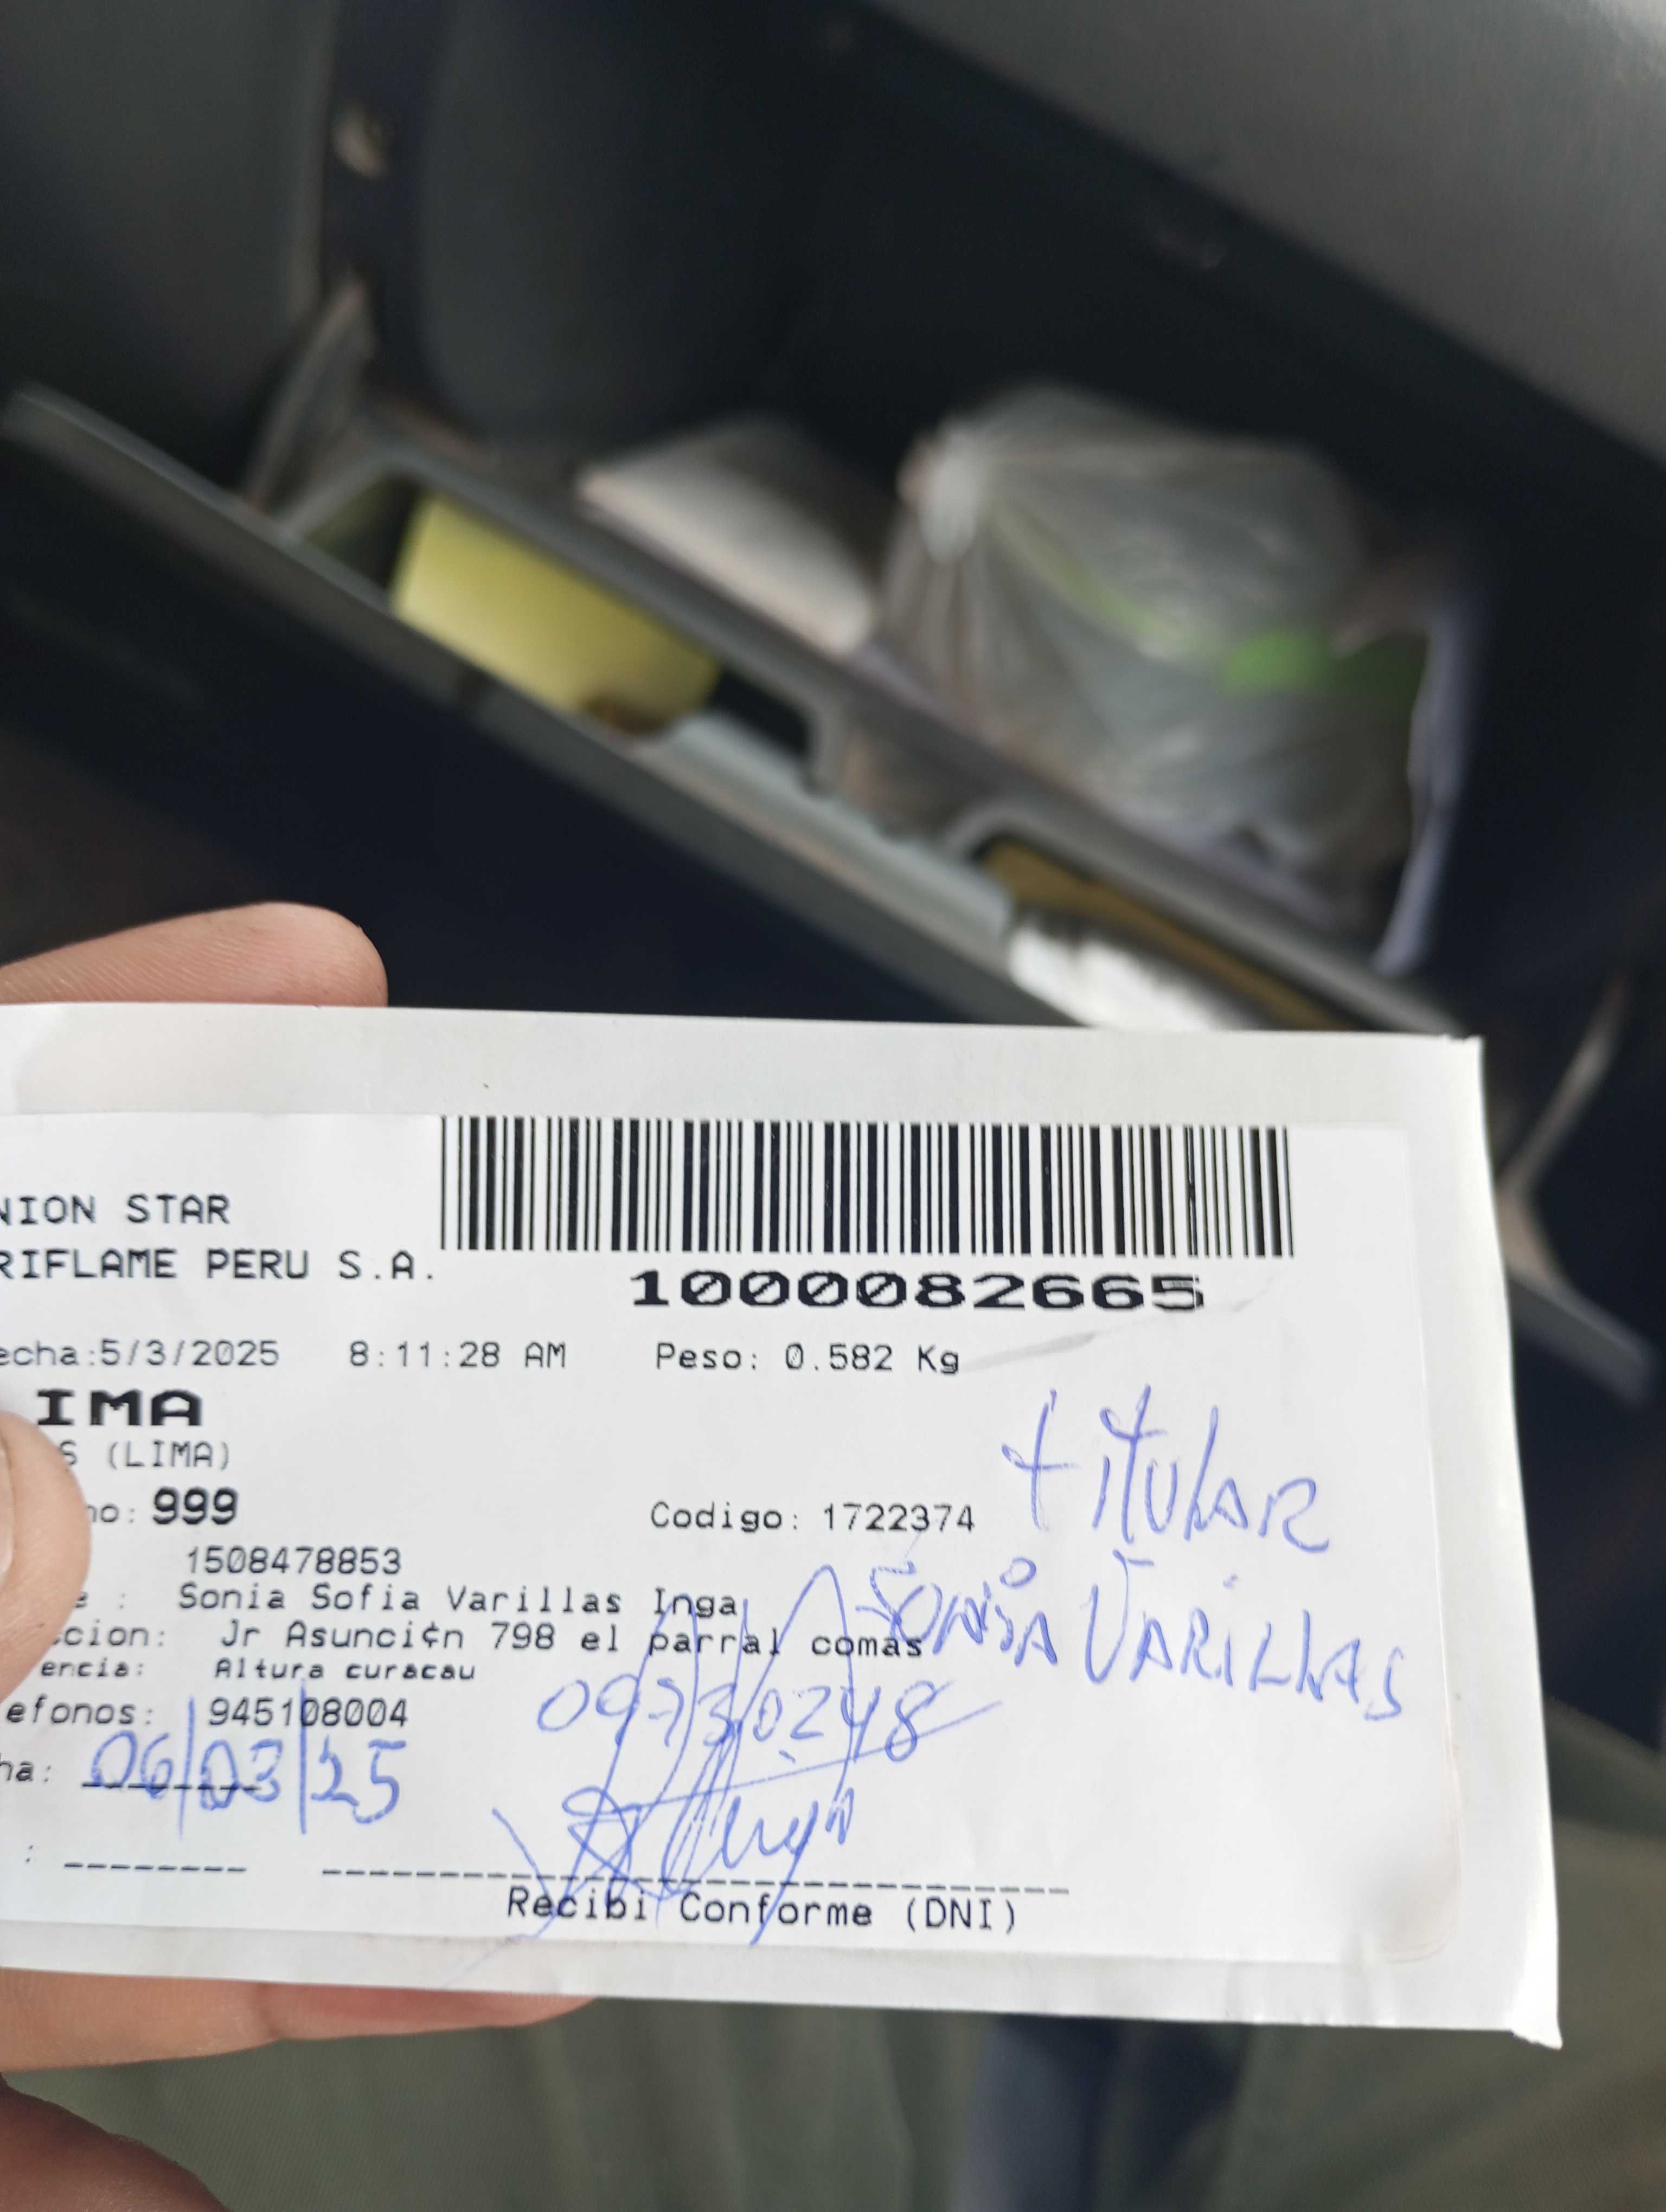 NION STAR
RIFLAME PERU S.A.
1000082665
echa:5/3/2025 8:11:28 AM Peso: 0.582 Kg
IMA
S (LIMA)
no: 999 Codigo: 1722374
titular
1508478853
e : Sonia Sofia Varillas Inga
Sonia Varillas
ccion: Jr Asunci¢n 798 el parral comas
encia: Altura curacau
efonos: 945108004
09730248
ha: 06/03/25
: -------- 
Recibi Conforme (DNI)